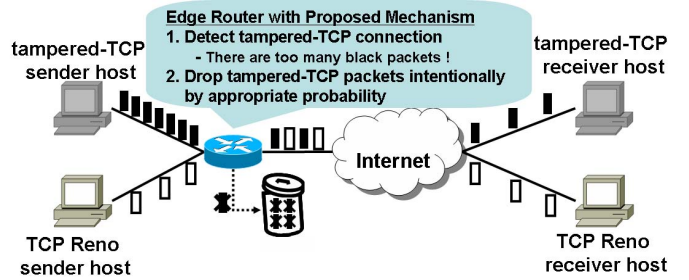 Edge Router with Proposed Mechanism
1. Detect tampered-TCP connection
- There are too many black packets !
2. Drop tampered-TCP packets intentionally
by appropriate probability
tampered-TCP
sender host
tampered-TCP
receiver host
Internet
TCP Reno
sender host
TCP Reno
receiver host